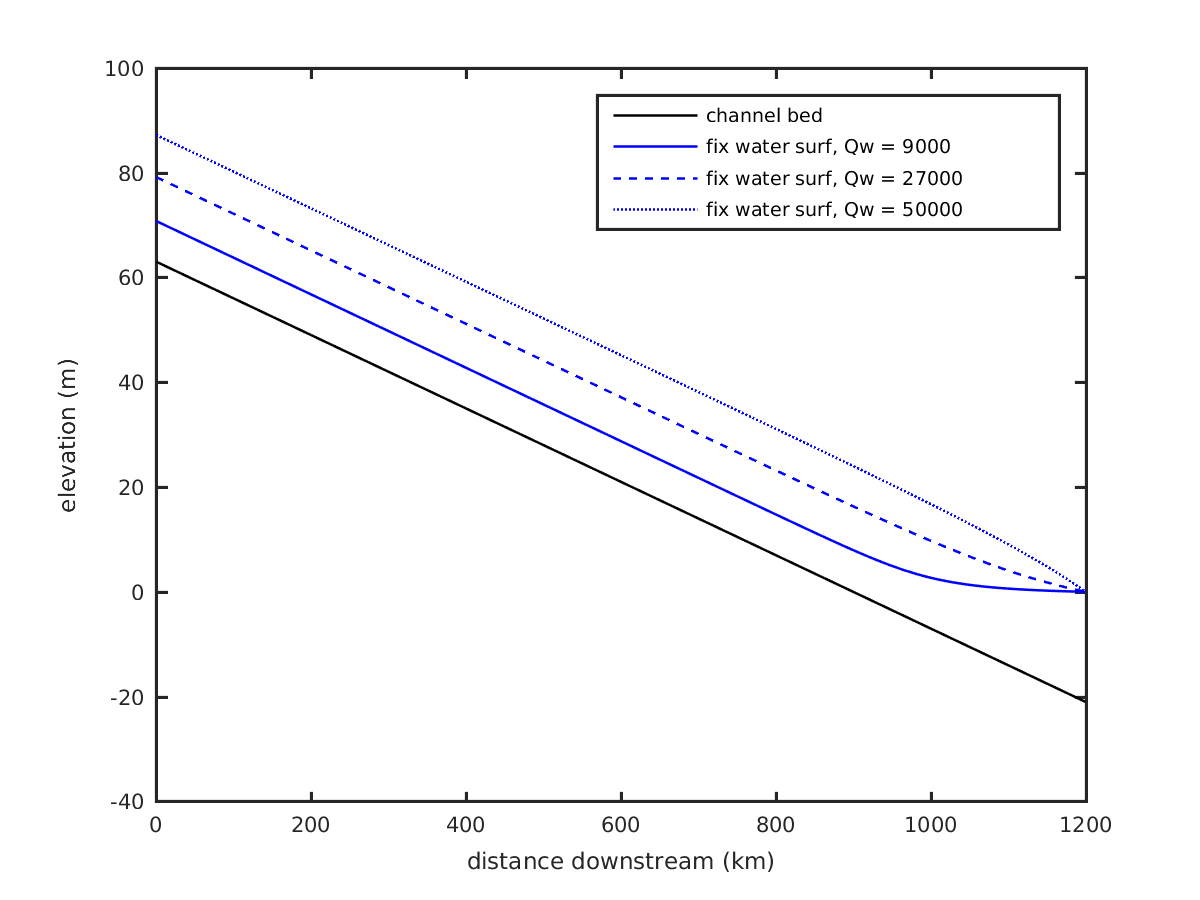 100
80
60
40
20
0
-20
-40
elevation (m)
channel bed
fix water surf, Qw = 9000
fix water surf, Qw = 27000
fix water surf, Qw = 50000
0 200 400 600 800 1000 1200
distance downstream (km)